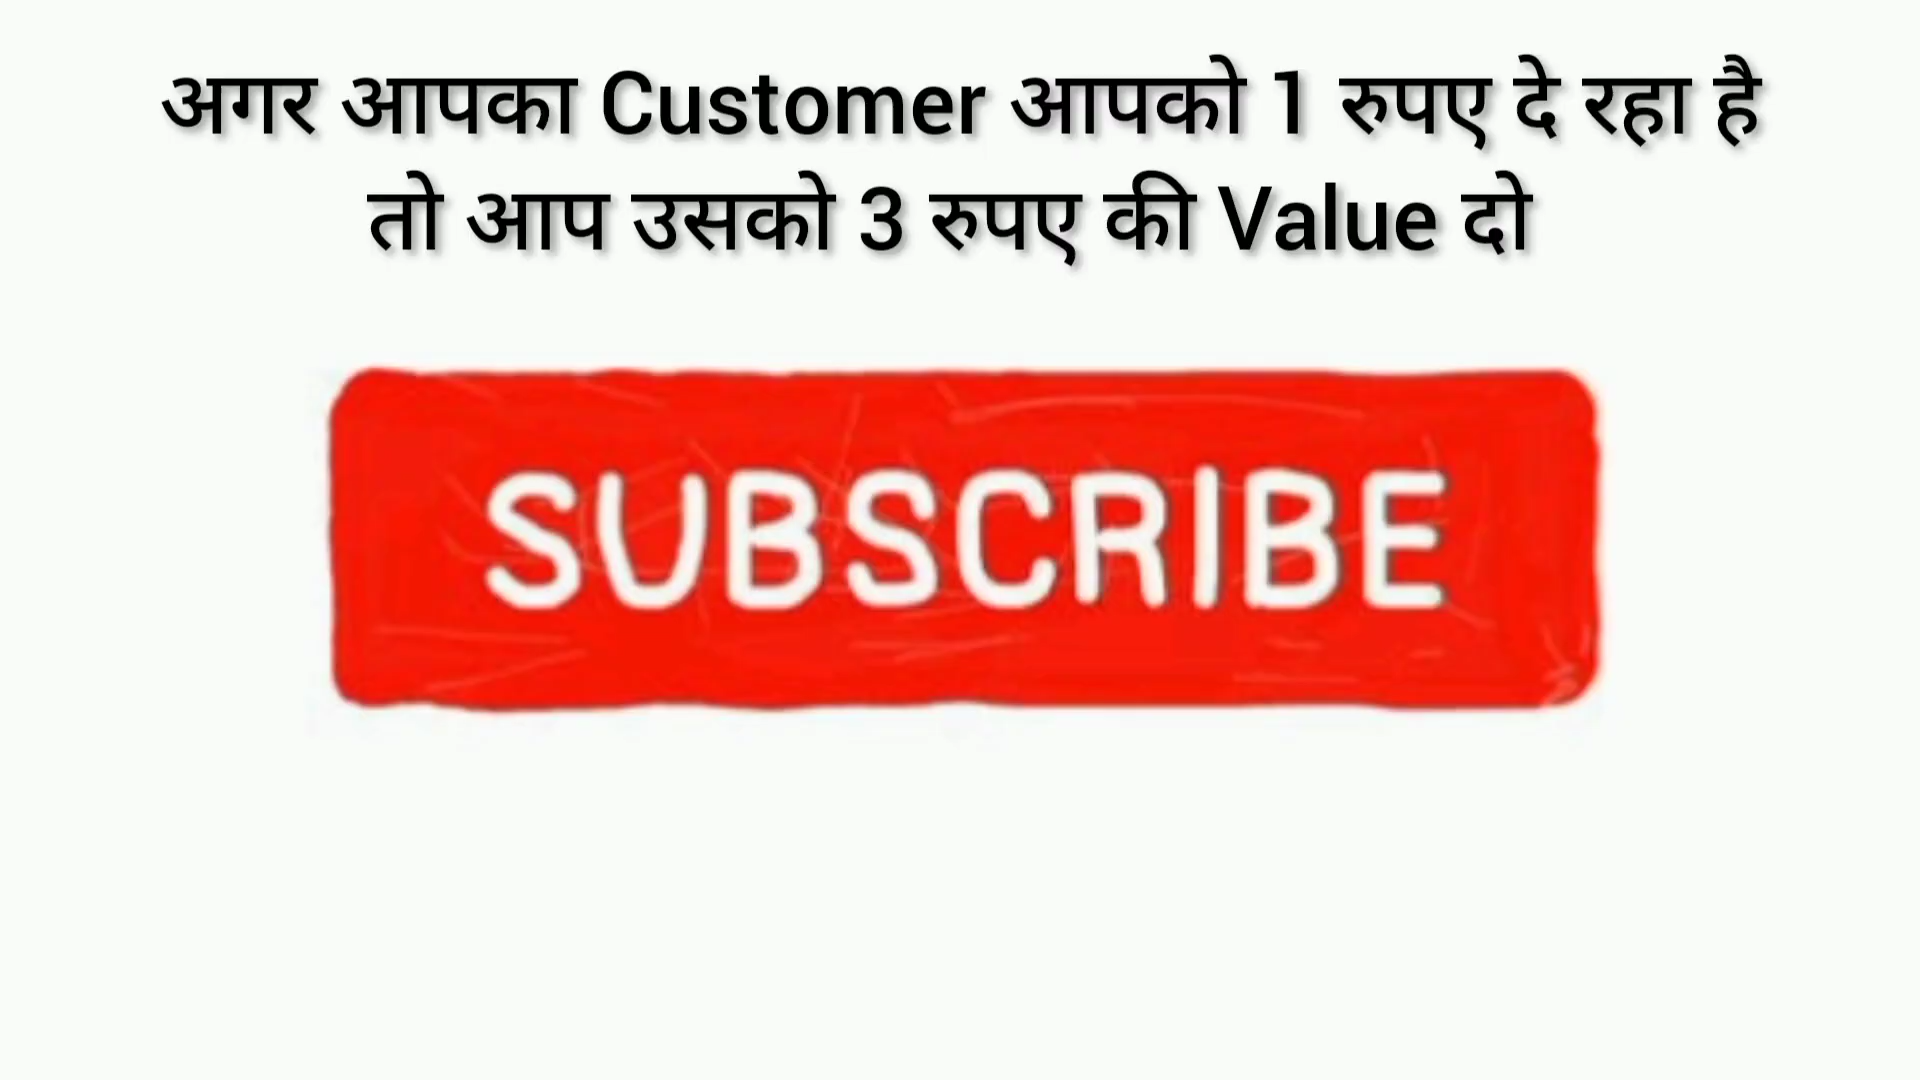 अगर आपका Customer आपको 1 रुपए दे रहा है
तो आप उसको 3 रुपए की Value दो
SUBSCRIBE